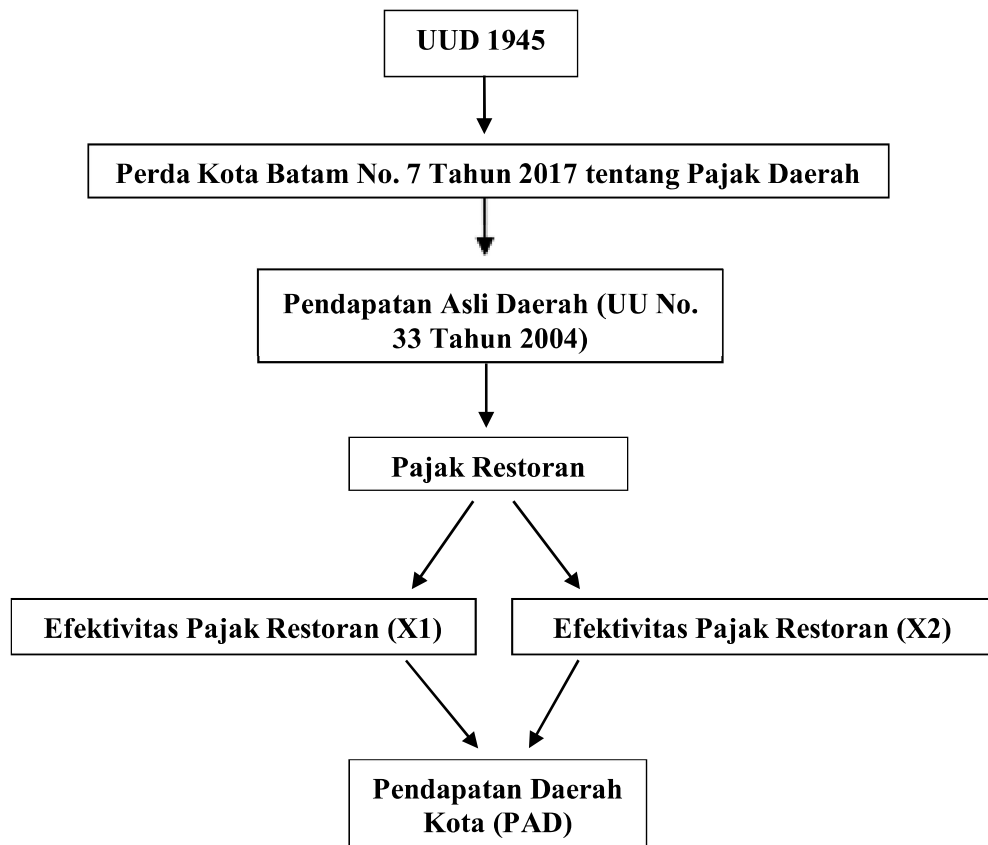 UUD 1945
Perda Kota Batam No. 7 Tahun 2017 tentang Pajak Daerah
Pendapatan Asli Daerah (UU No.
33 Tahun 2004)
Pajak Restoran
Efektivitas Pajak Restoran (X1)
Efektivitas Pajak Restoran (X2)
Pendapatan Daerah
Kota (PAD)